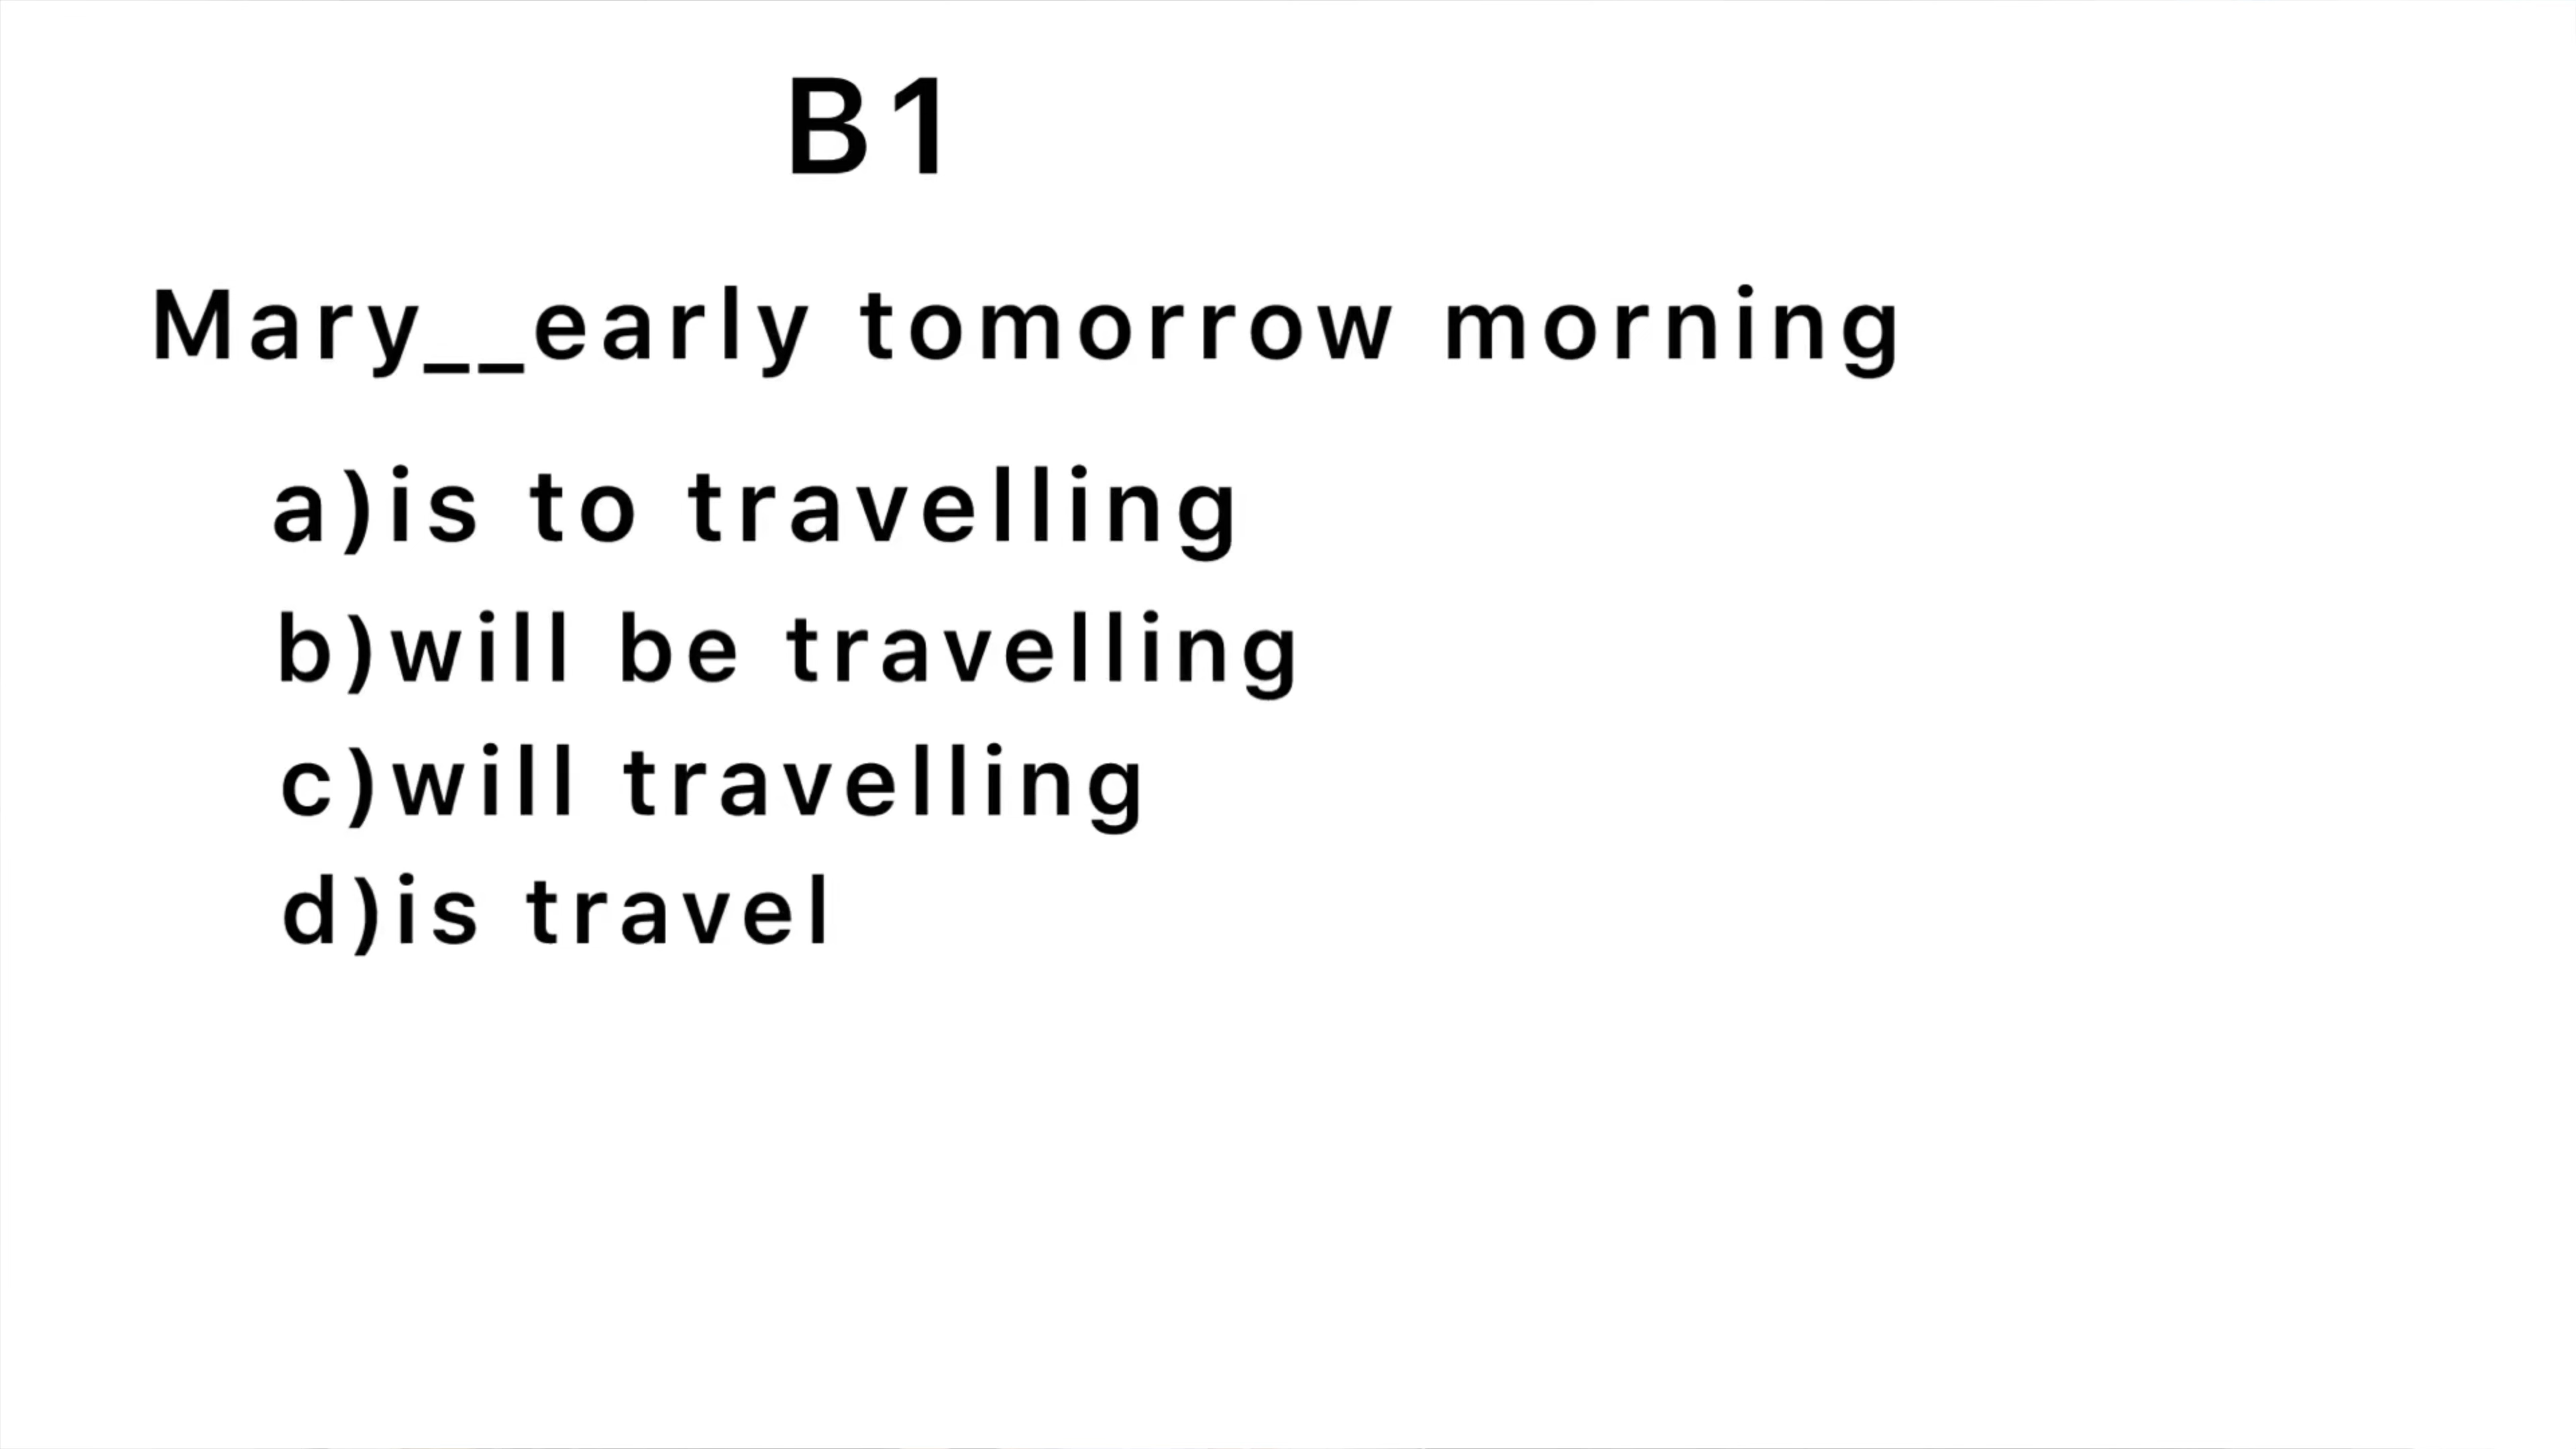 B1
Mary__early tomorrow morning
a)is to travelling
b)will be travelling
c)will travelling
d)is travel